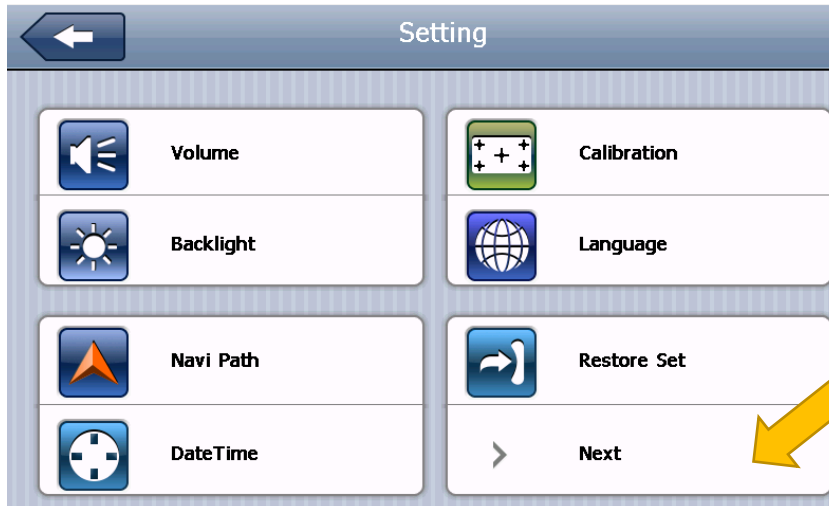 Setting
Volume
Calibration
Backlight
Language
Navi Path
Restore Set
DateTime
Next